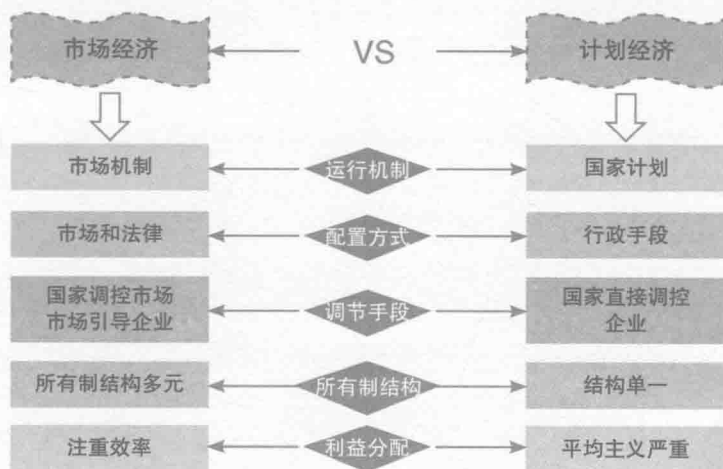 市场经济 VS 计划经济
市场机制 运行机制 国家计划
市场和法律 配置方式 行政手段
国家调控市场
市场引导企业
调节手段
国家直接调控
企业
所有制结构多元 所有制结构 结构单一
注重效率 利益分配 平均主义严重